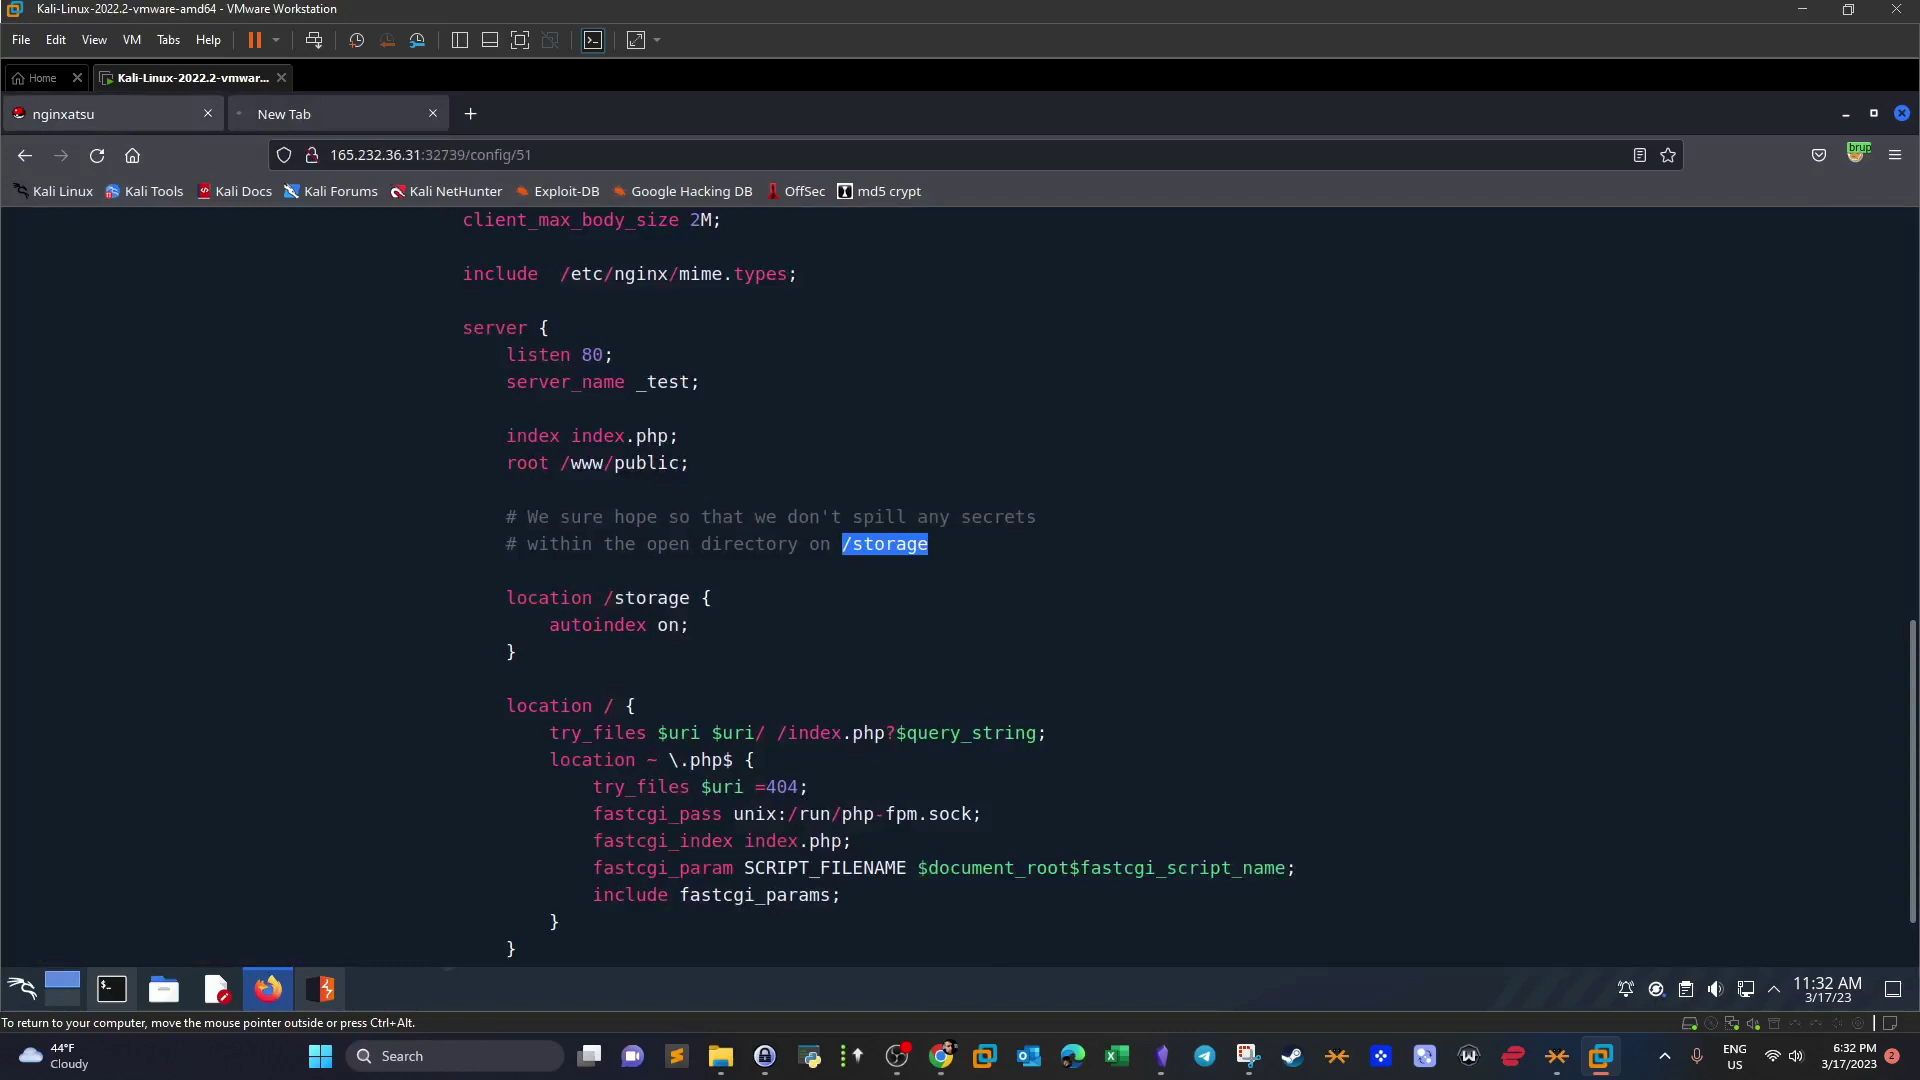 Kali-Linux-2022.2-vmware-amd64 - VMware Workstation
File Edit View VM Tabs Help
Home
Kali-Linux-2022.2-vmwar...
nginxatsu
New Tab
165.232.36.31:32739/config/51
brup
Kali Linux Kali Tools Kali Docs Kali Forums Kali NetHunter Exploit-DB Google Hacking DB OffSec md5 crypt
client_max_body_size 2M;
include /etc/nginx/mime.types;
server {
listen 80;
server_name _test;
index index.php;
root /www/public;
# We sure hope so that we don't spill any secrets
# within the open directory on /storage
location /storage {
autoindex on;
}
location / {
try_files $uri $uri/ /index.php?$query_string;
location ~ \.php$ {
try_files $uri =404;
fastcgi_pass unix:/run/php-fpm.sock;
fastcgi_index index.php;
fastcgi_param SCRIPT_FILENAME $document_root$fastcgi_script_name;
include fastcgi_params;
}
}
11:32 AM
3/17/23
To return to your computer, move the mouse pointer outside or press Ctrl+Alt.
44°F
Cloudy
Search
ENG
US
6:32 PM
3/17/2023
2